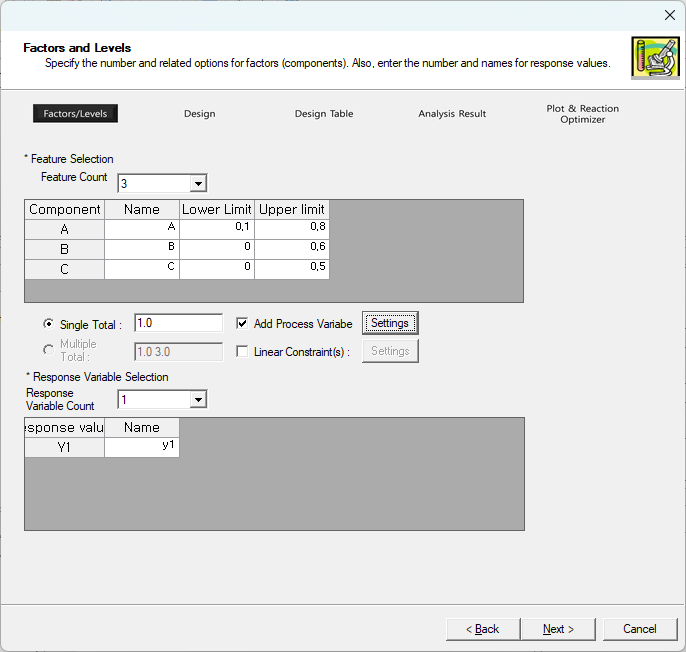 Factors and Levels
Specify the number and related options for factors (components). Also, enter the number and names for response values.
Factors/Levels Design Design Table Analysis Result Plot & Reaction
Optimizer
* Feature Selection
Feature Count 3
Component Name Lower Limit Upper limit
A A 0,1 0,8
B B 0 0,6
C C 0 0,5
Single Total : 1.0 Add Process Variabe Settings
Multiple
Total : 1.0 3.0 Linear Constraint(s) : Settings
* Response Variable Selection
Response
Variable Count 1
esponse valu Name
Y1 y1
< Back Next > Cancel